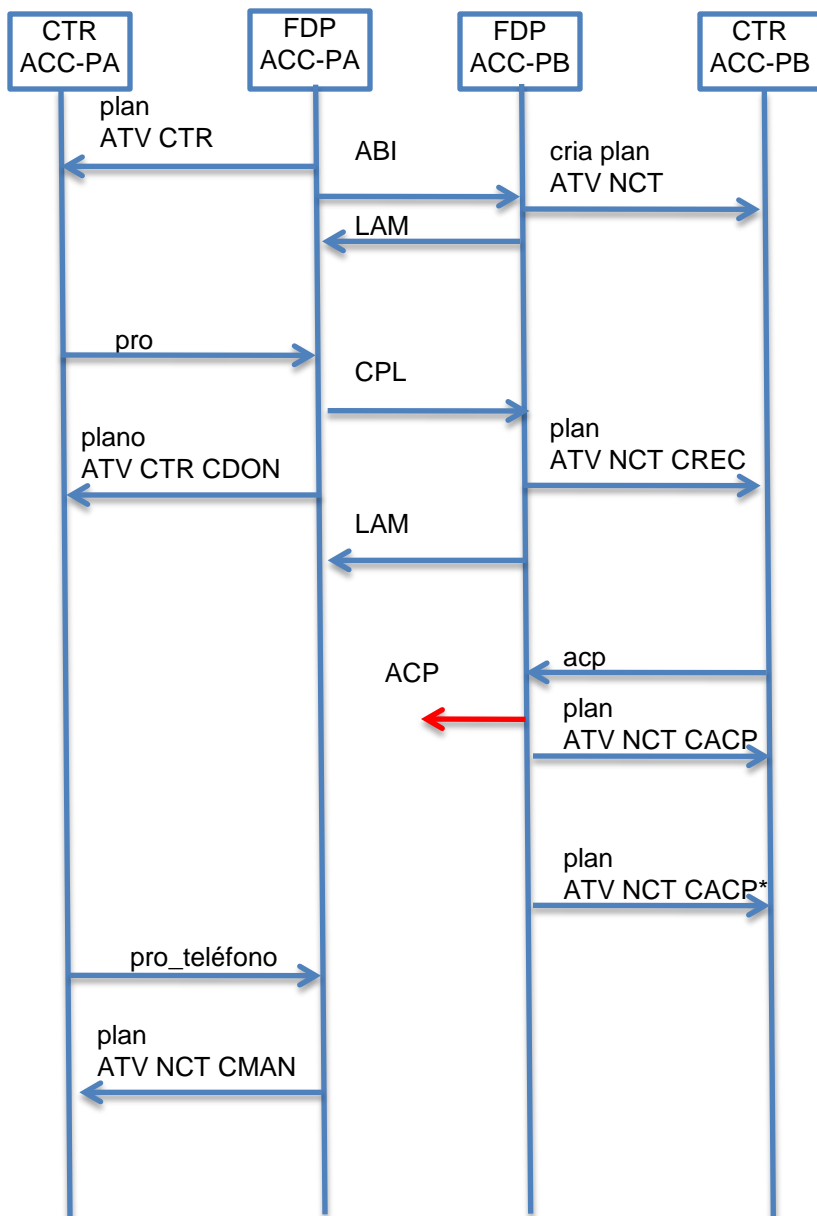 CTR
ACC-PA
FDP
ACC-PA
FDP
ACC-PB
CTR
ACC-PB
plan
ATV CTR
ABI
cria plan
ATV NCT
LAM
pro
CPL
plano
ATV CTR CDON
plan
ATV NCT CREC
LAM
acp
ACP
plan
ATV NCT CACP
plan
ATV NCT CACP*
pro_teléfono
plan
ATV NCT CMAN